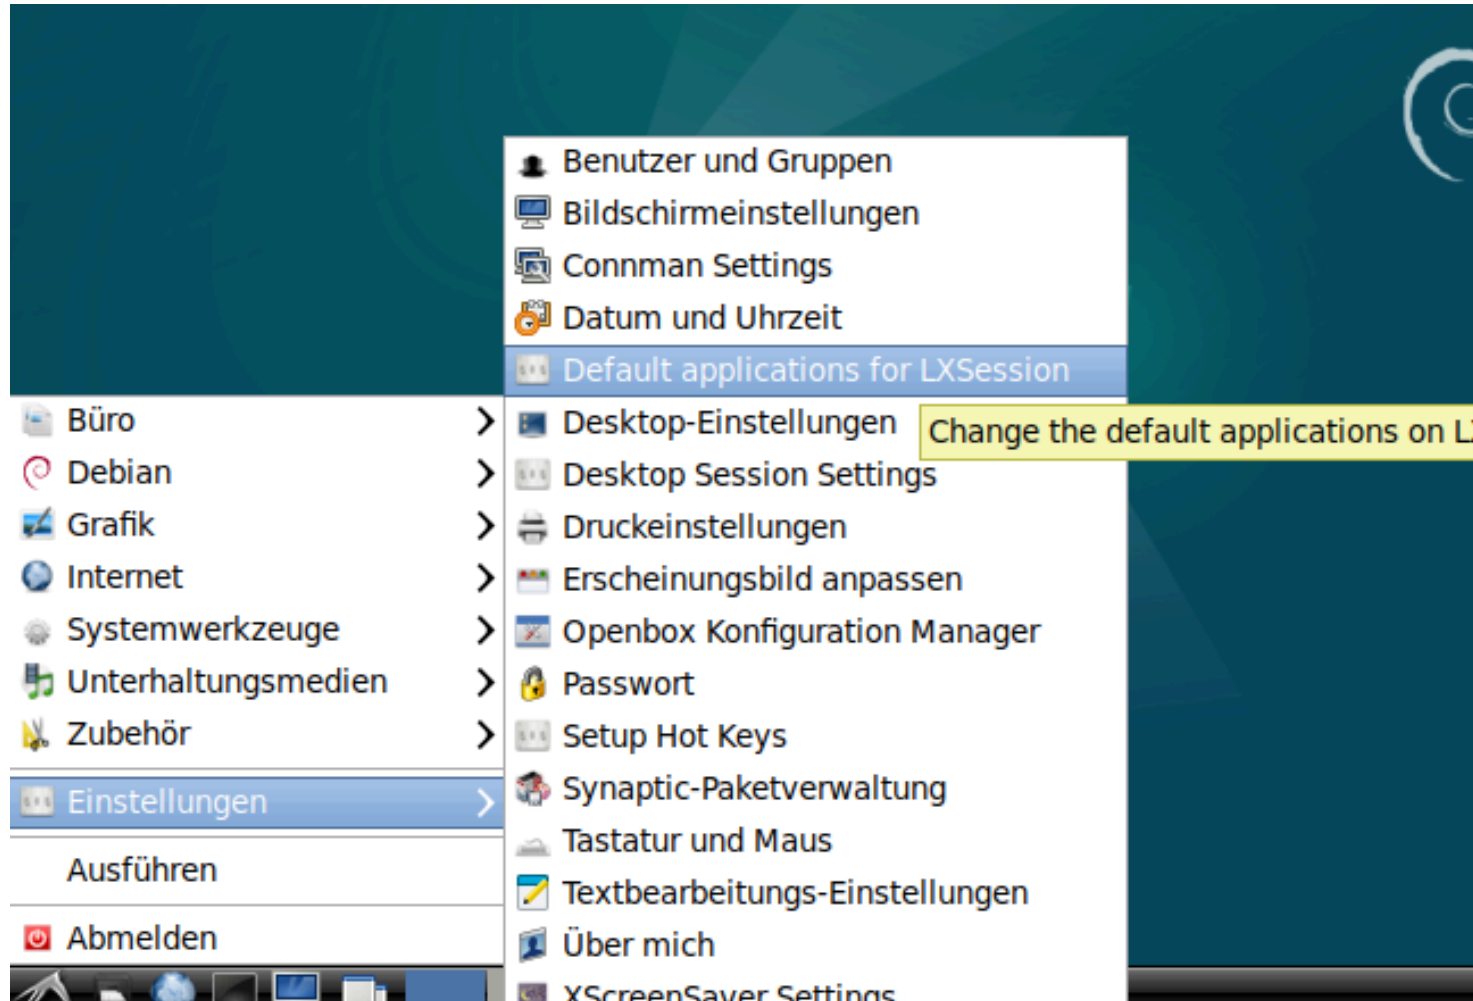 Benutzer und Gruppen
Bildschirmeinstellungen
Connman Settings
Datum und Uhrzeit
Default applications for LXSession
Desktop-Einstellungen
Change the default applications on
Desktop Session Settings
Druckeinstellungen
Erscheinungsbild anpassen
Openbox Konfiguration Manager
Passwort
Setup Hot Keys
Synaptic-Paketverwaltung
Tastatur und Maus
Textbearbeitungs-Einstellungen
Über mich
XScreenSaver Settings
Büro
Debian
Grafik
Internet
Systemwerkzeuge
Unterhaltungsmedien
Zubehör
Einstellungen
Ausführen
Abmelden